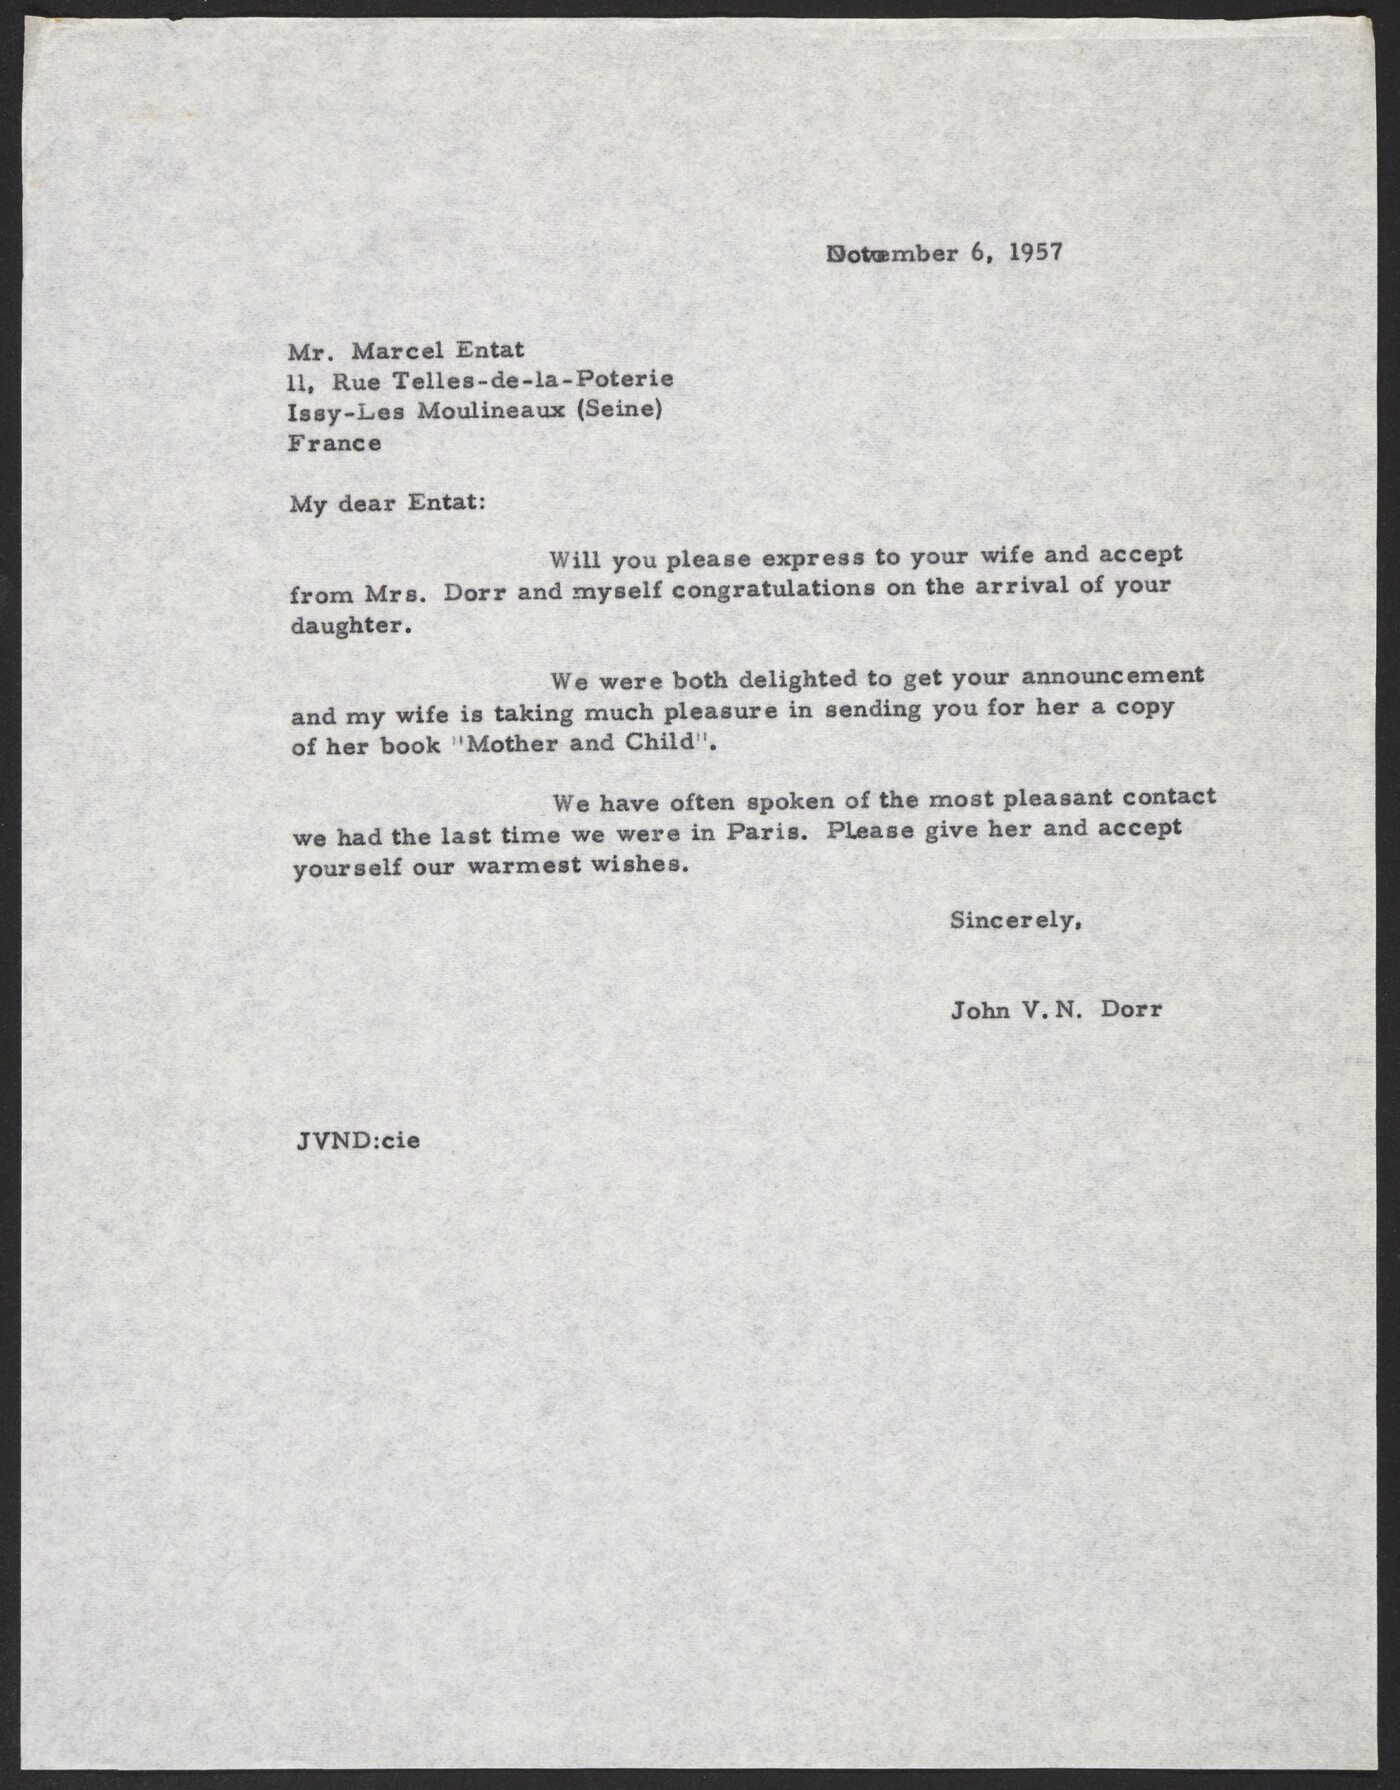 November 6, 1957
Mr. Marcel Entat
11, Rue Telles-de-la-Poterie
Issy-Les Moulineaux (Seine)
France
My dear Entat:
Will you please express to your wife and accept
from Mrs. Dorr and myself congratulations on the arrival of your
daughter.
We were both delighted to get your announcement
and my wife is taking much pleasure in sending you for her a copy
of her book "Mother and Child".
We have often spoken of the most pleasant contact
we had the last time we were in Paris. PLease give her and accept
yourself our warmest wishes.
Sincerely,
John V. N. Dorr
JVND:cie